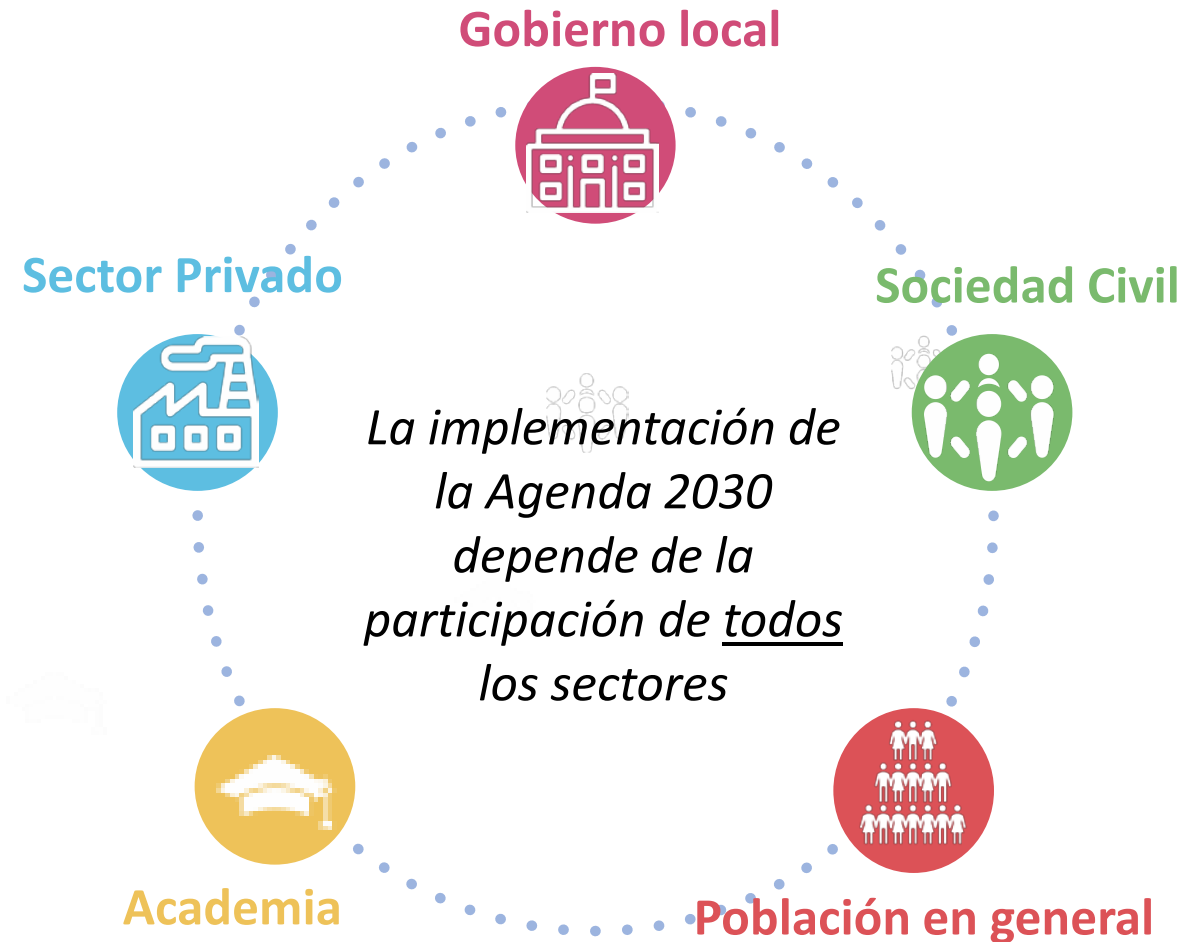 Gobierno local
Sector Privado
Sociedad Civil
La implementación de
la Agenda 2030
depende de la
participación de todos
los sectores
Academia
Población en general